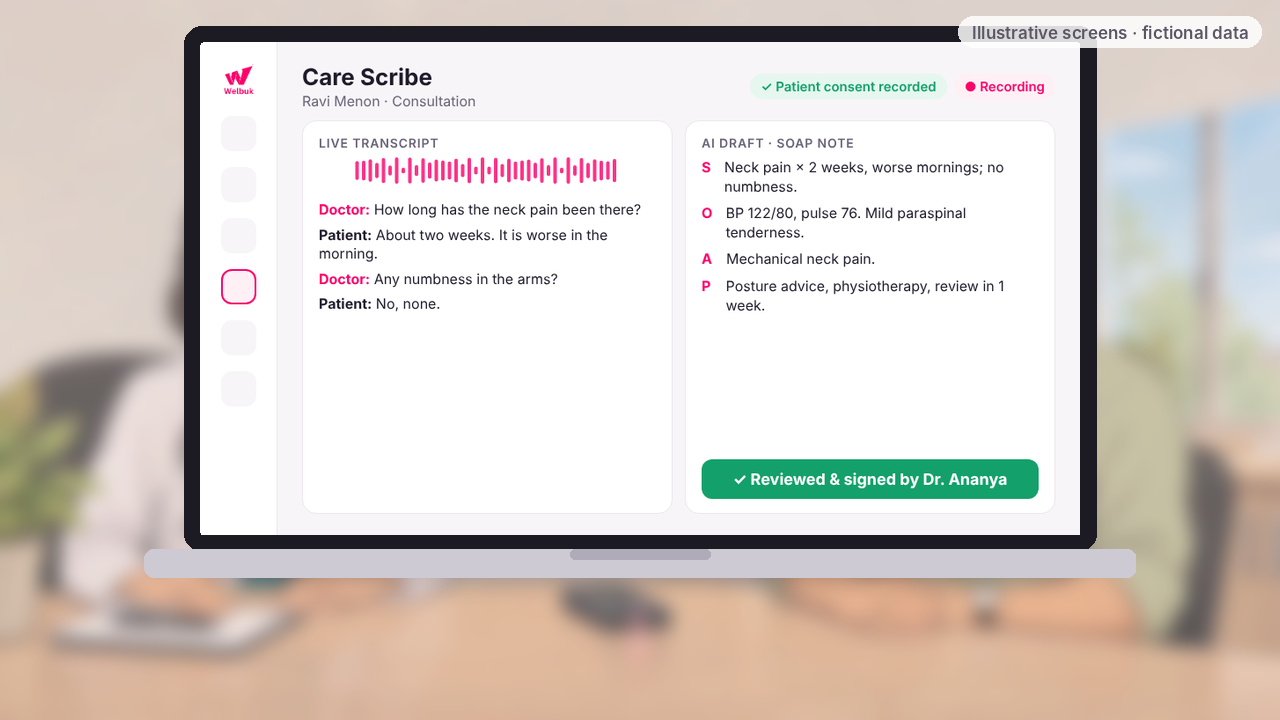 Illustrative screens · fictional data
Welbuk
Care Scribe
Ravi Menon · Consultation
✓ Patient consent recorded
● Recording
LIVE TRANSCRIPT
Doctor: How long has the neck pain been there?
Patient: About two weeks. It is worse in the
morning.
Doctor: Any numbness in the arms?
Patient: No, none.
AI DRAFT · SOAP NOTE
S Neck pain × 2 weeks, worse mornings; no
numbness.
O BP 122/80, pulse 76. Mild paraspinal
tenderness.
A Mechanical neck pain.
P Posture advice, physiotherapy, review in 1
week.
✓ Reviewed & signed by Dr. Ananya